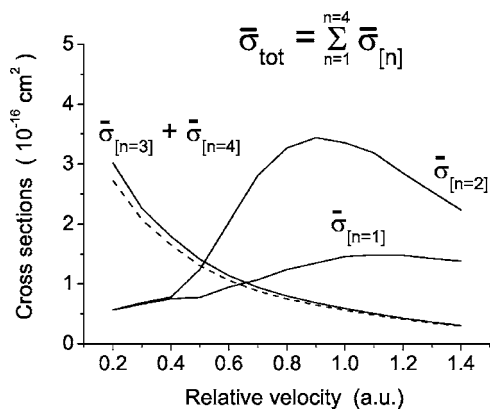 σ̄tot = Σ n=1 n=4 σ̄[n]
Cross sections ( 10⁻¹⁶ cm² )
5
4
3
2
1
0
σ̄[n=3] + σ̄[n=4]
σ̄[n=2]
σ̄[n=1]
0.2 0.4 0.6 0.8 1.0 1.2 1.4
Relative velocity (a.u.)